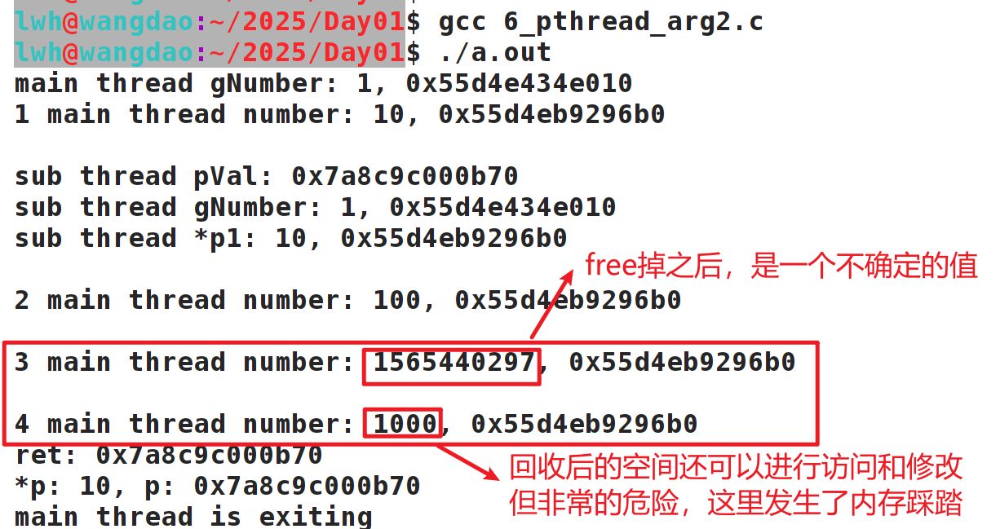 lwh@wangdao:~/2025/Day01$ gcc 6_pthread_arg2.c
lwh@wangdao:~/2025/Day01$ ./a.out
main thread gNumber: 1, 0x55d4e434e010
1 main thread number: 10, 0x55d4eb9296b0
sub thread pVal: 0x7a8c9c000b70
sub thread gNumber: 1, 0x55d4e434e010
sub thread *p1: 10, 0x55d4eb9296b0
free掉之后，是一个不确定的值
2 main thread number: 100, 0x55d4eb9296b0
3 main thread number: 1565440297, 0x55d4eb9296b0
4 main thread number: 1000, 0x55d4eb9296b0
ret: 0x7a8c9c000b70
回收后的空间还可以进行访问和修改
*p: 10, p: 0x7a8c9c000b70
但非常的危险，这里发生了内存踩踏
main thread is exiting